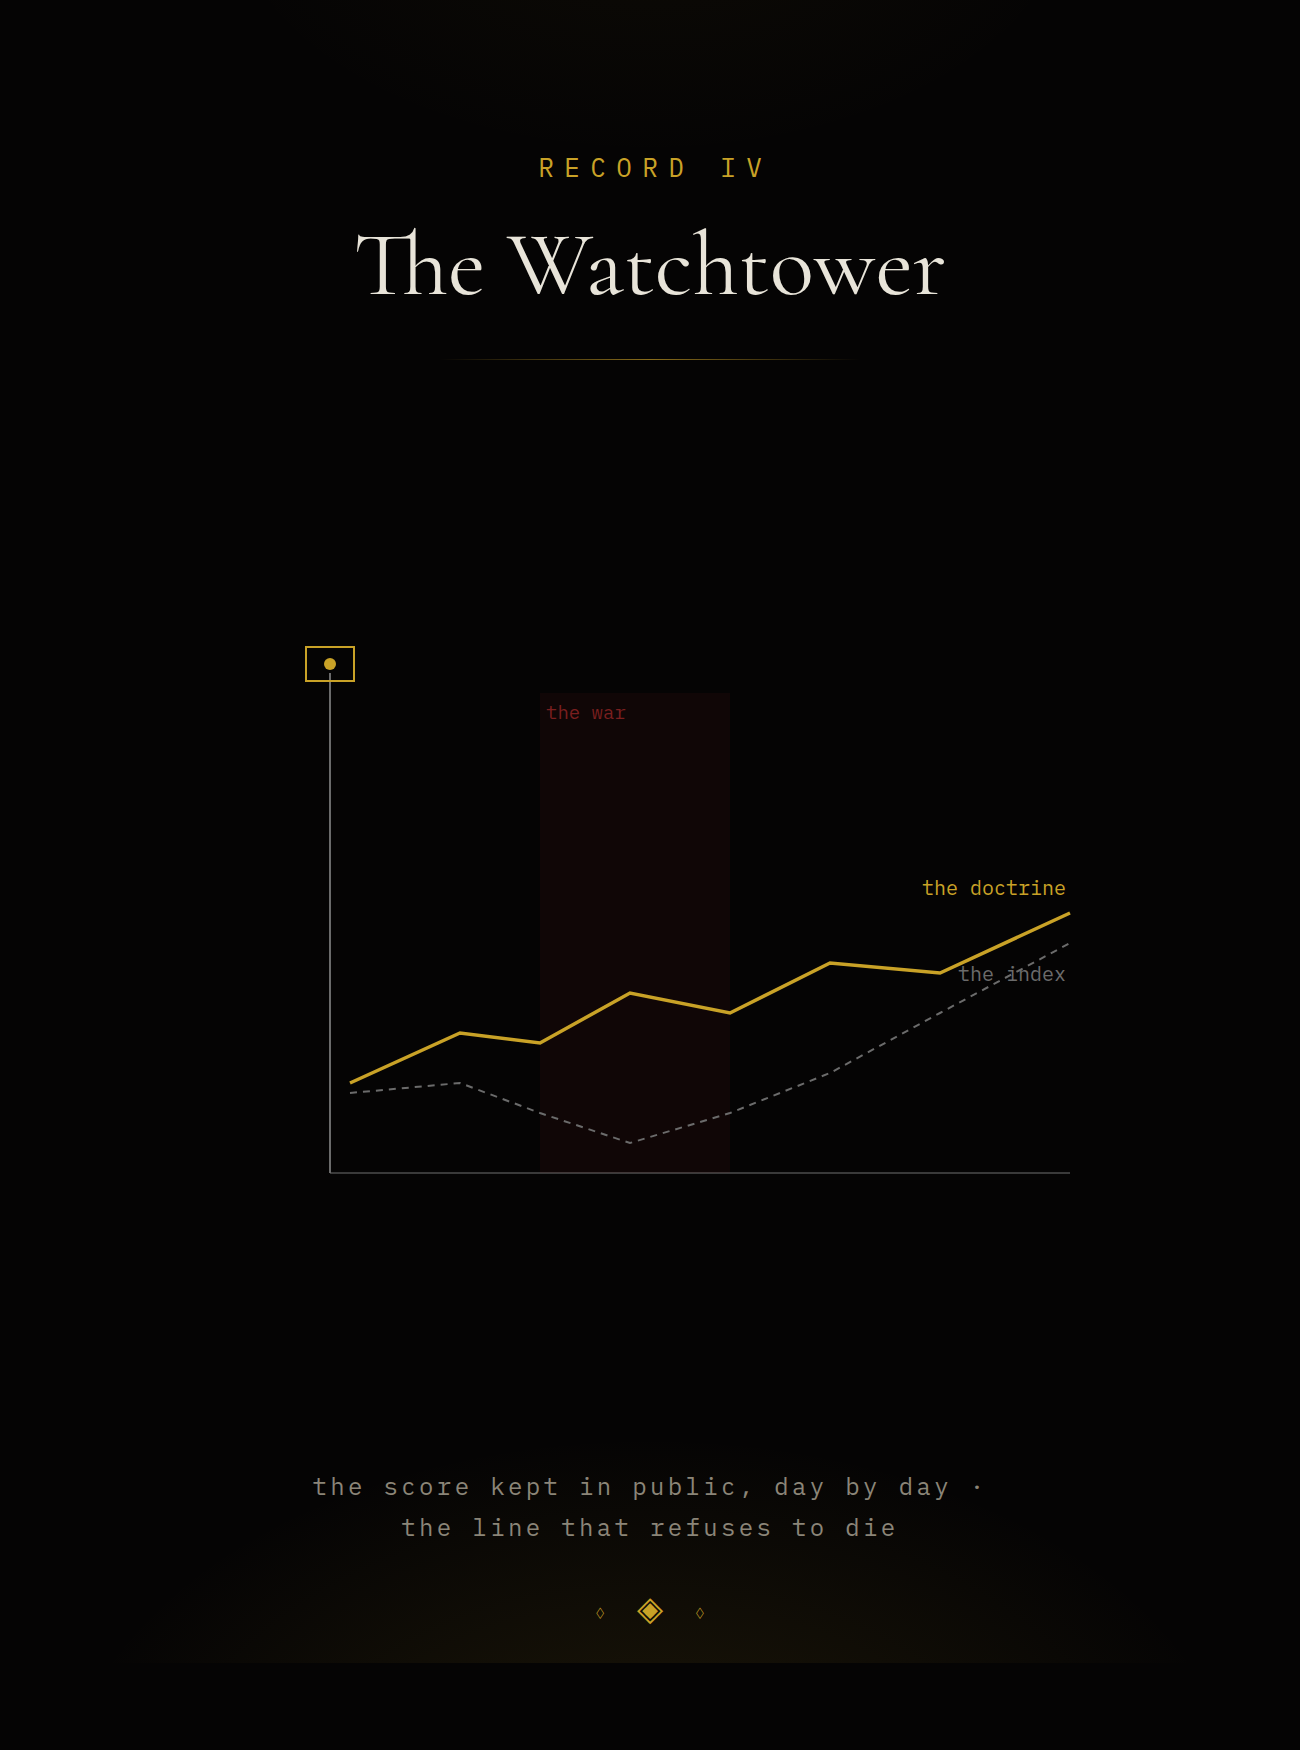 RECORD IV
The Watchtower
the war
the doctrine
the index
the score kept in public, day by day ·
the line that refuses to die